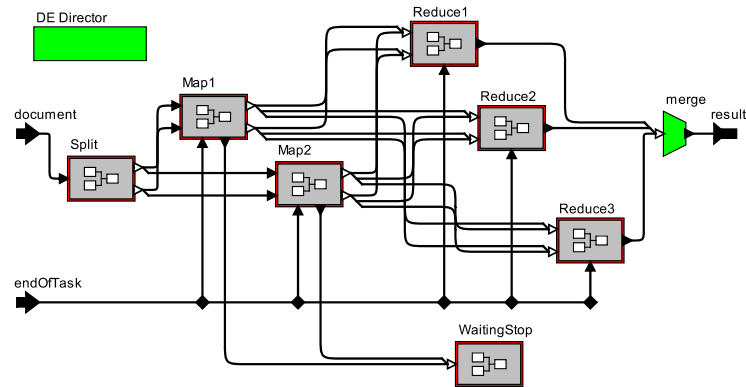 DE Director
Reduce1
Map1
Reduce2
document
merge
result
Split
Map2
Reduce3
endOfTask
WaitingStop